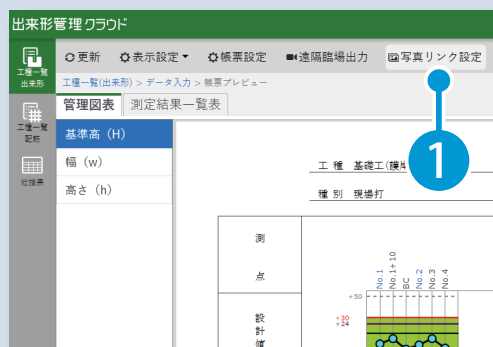 出来形管理 クラウド
工種一覧
出来形
更新 表示設定 帳票設定 遠隔臨場出力 写真リンク設定
工種一覧(出来形) > データ入力 > 帳票プレビュー
管理図表 測定結果一覧表
工種一覧
配筋
総括表
基準高（H）
幅（w）
高さ（h）
1
工 種 基礎工(護岸
種 別 現場打
測
点
No.1
No.1+10
BC
No.2
No.3
No.4
+50
+30
+24
設
計
値